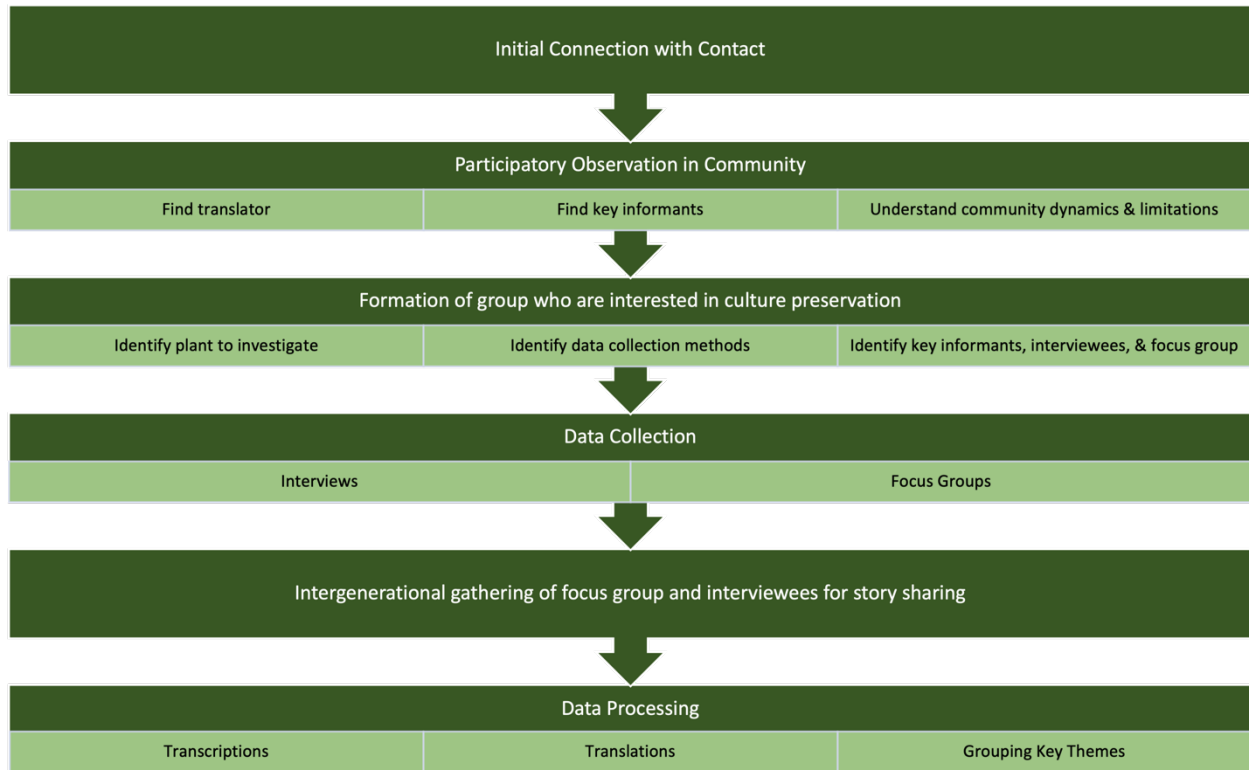 Initial Connection with Contact
Participatory Observation in Community
Find translator
Find key informants
Understand community dynamics & limitations
Formation of group who are interested in culture preservation
Identify plant to investigate
Identify data collection methods
Identify key informants, interviewees, & focus group
Data Collection
Interviews
Focus Groups
Intergenerational gathering of focus group and interviewees for story sharing
Data Processing
Transcriptions
Translations
Grouping Key Themes